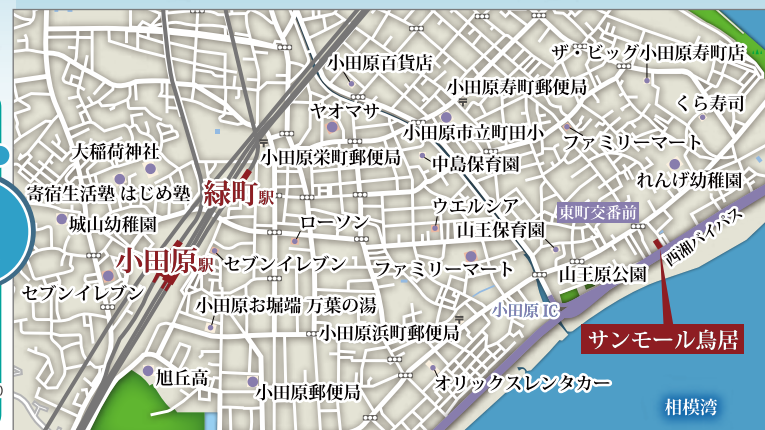 ザ・ビッグ小田原寿町店
小田原百貨店
小田原寿町郵便局
くら寿司
ヤオマサ
小田原市立町田小
ファミリーマート
大稲荷神社
小田原栄町郵便局
中島保育園
れんげ幼稚園
寄宿生活塾 はじめ塾
緑町駅
ウエルシア
東町交番前
城山幼稚園
ローソン
山王保育園
西湘バイパス
小田原駅
セブンイレブン
ファミリーマート
山王原公園
セブンイレブン
小田原お堀端 万葉の湯
小田原 IC
小田原浜町郵便局
サンモール鳥居
旭丘高
小田原郵便局
オリックスレンタカー
相模湾